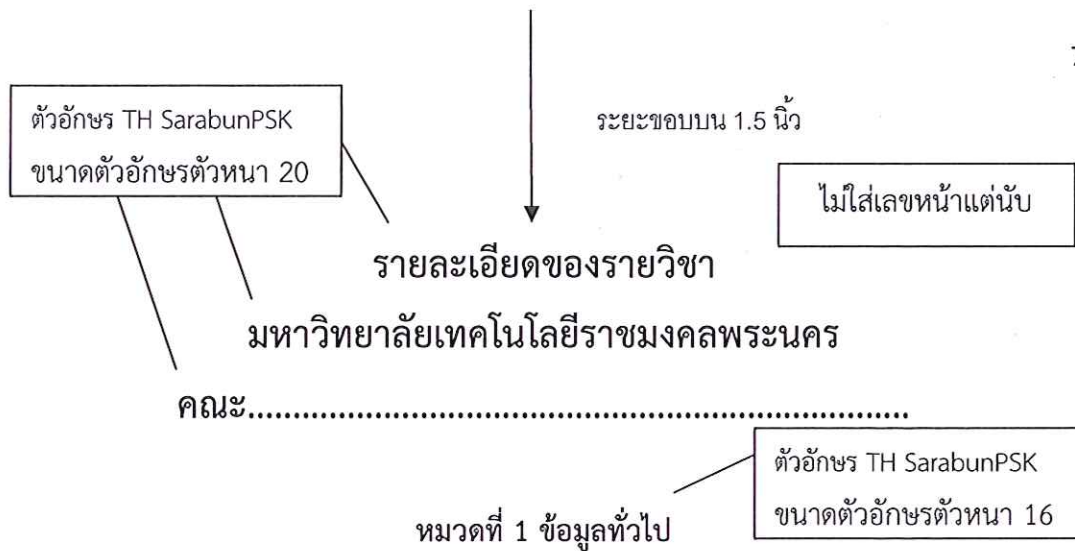 ตัวอักษร TH SarabunPSK
ขนาดตัวอักษรตัวหนา 20
ระยะขอบบน 1.5 นิ้ว
ไม่ใส่เลขหน้าแต่นับ
รายละเอียดของรายวิชา
มหาวิทยาลัยเทคโนโลยีราชมงคลพระนคร
คณะ.........................................................................
ตัวอักษร TH SarabunPSK
ขนาดตัวอักษรตัวหนา 16
หมวดที่ 1 ข้อมูลทั่วไป